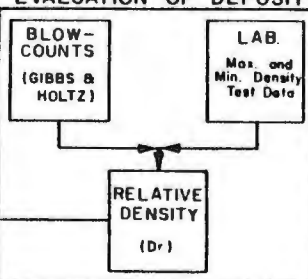 EVALUATION OF DEPOSIT
BLOW-
COUNTS
(GIBBS &
HOLTZ)
LAB.
Max. and
Min. Density
Test Data
RELATIVE
DENSITY
(Dr)